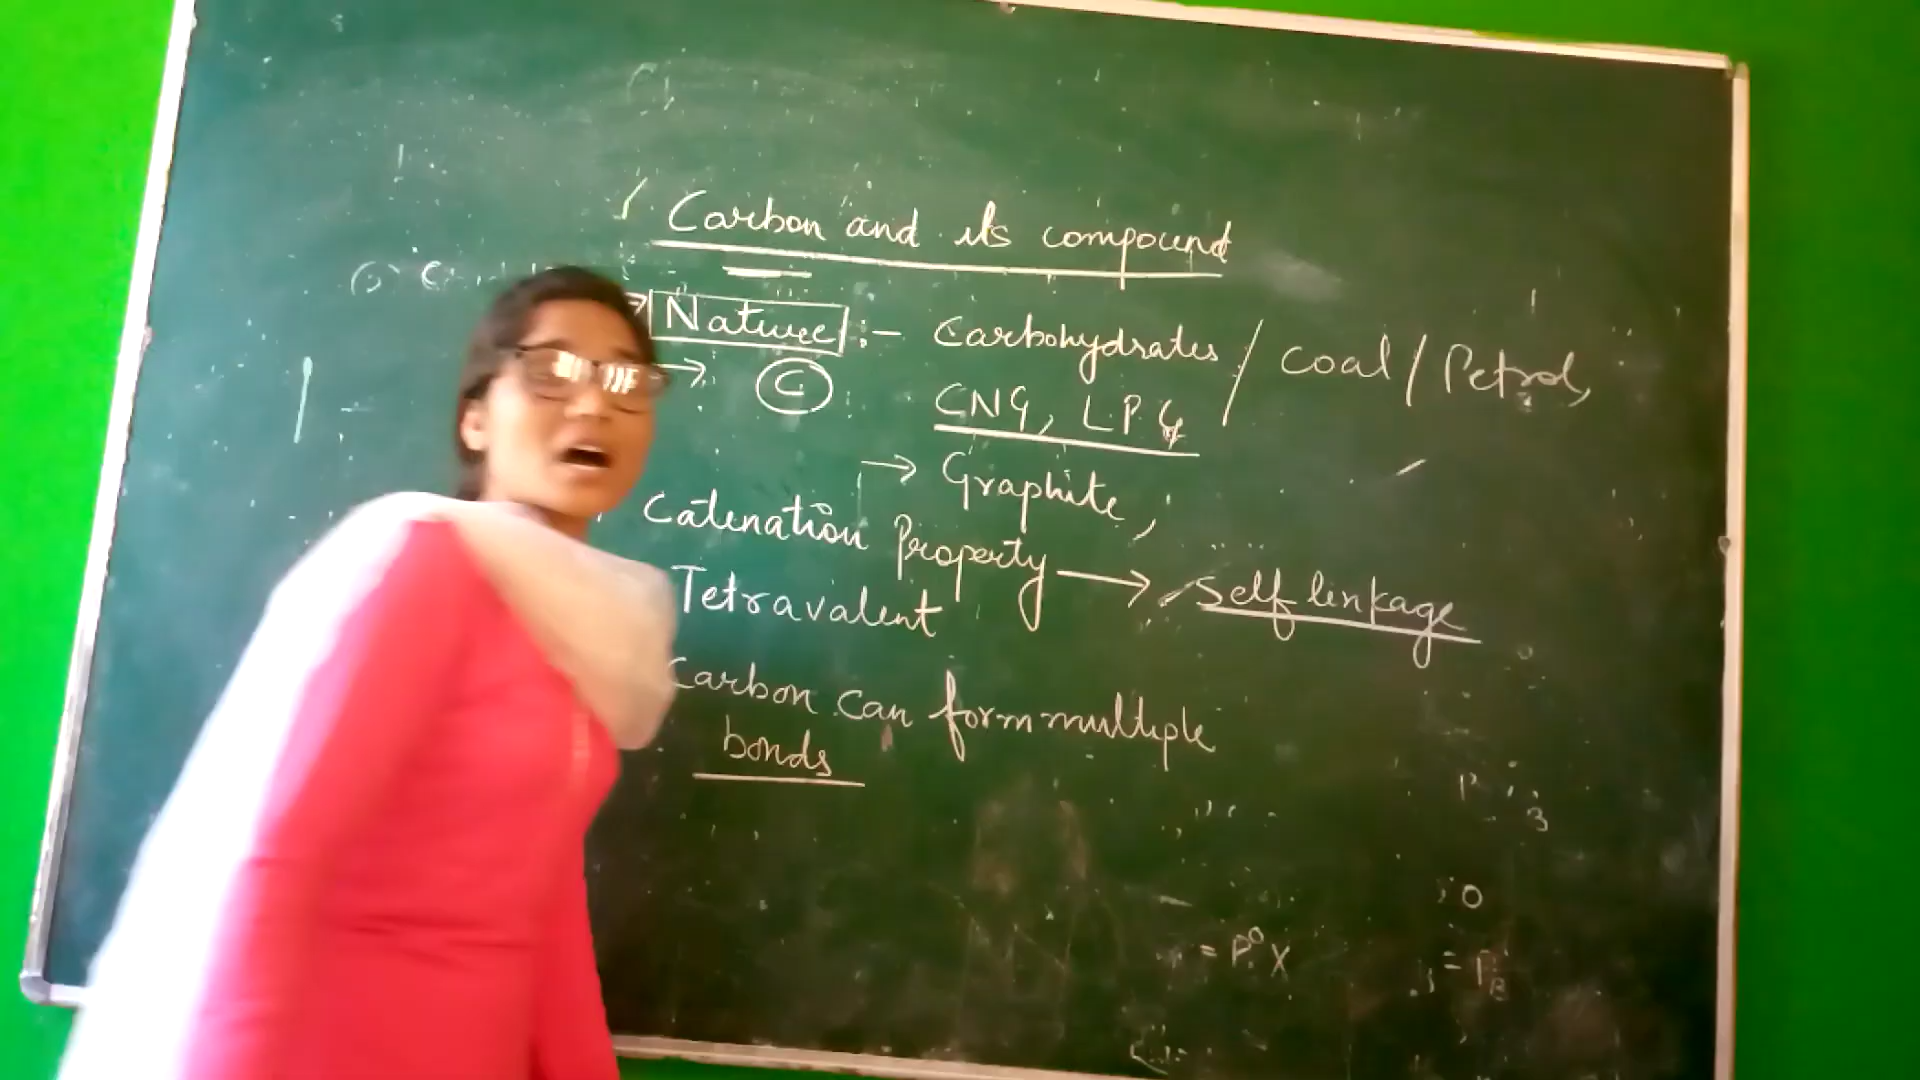 Carbon and its compound
→ Nature :- Carbohydrates / Coal / Petrol,
→ C CNG, LPG
→ Graphite,
Catenation Property → Self linkage
Tetravalent
Carbon can form multiple
bonds